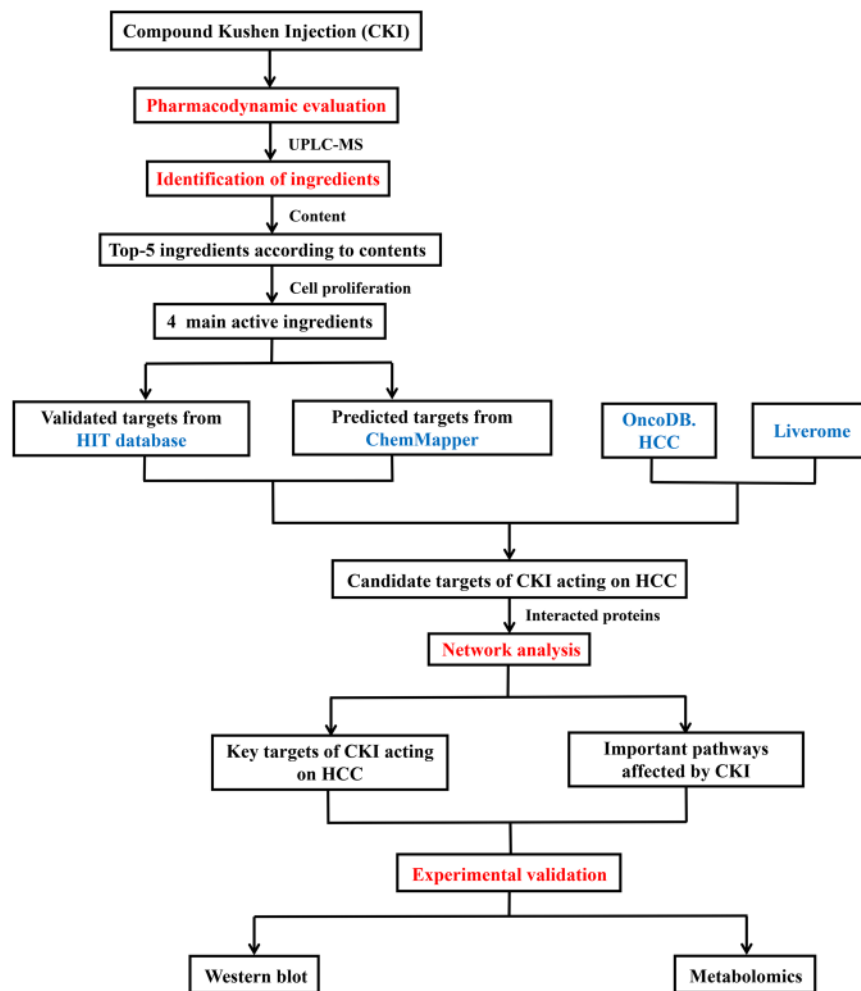 Compound Kushen Injection (CKI)
Pharmacodynamic evaluation
UPLC-MS
Identification of ingredients
Content
Top-5 ingredients according to contents
Cell proliferation
4 main active ingredients
Validated targets from
HIT database
Predicted targets from
ChemMapper
OncoDB.
HCC
Liverome
Candidate targets of CKI acting on HCC
Interacted proteins
Network analysis
Key targets of CKI acting
on HCC
Important pathways
affected by CKI
Experimental validation
Western blot
Metabolomics